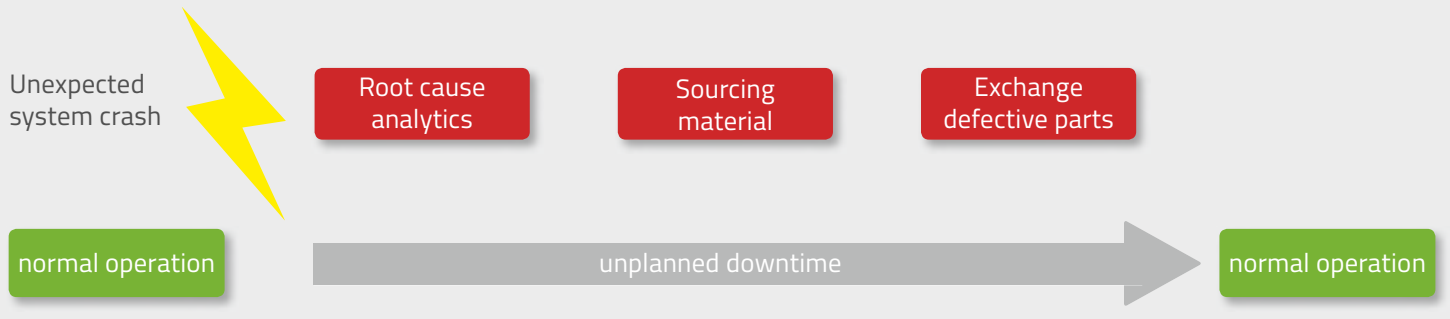 Unexpected
system crash
Root cause
analytics
Sourcing
material
Exchange
defective parts
normal operation
unplanned downtime
normal operation